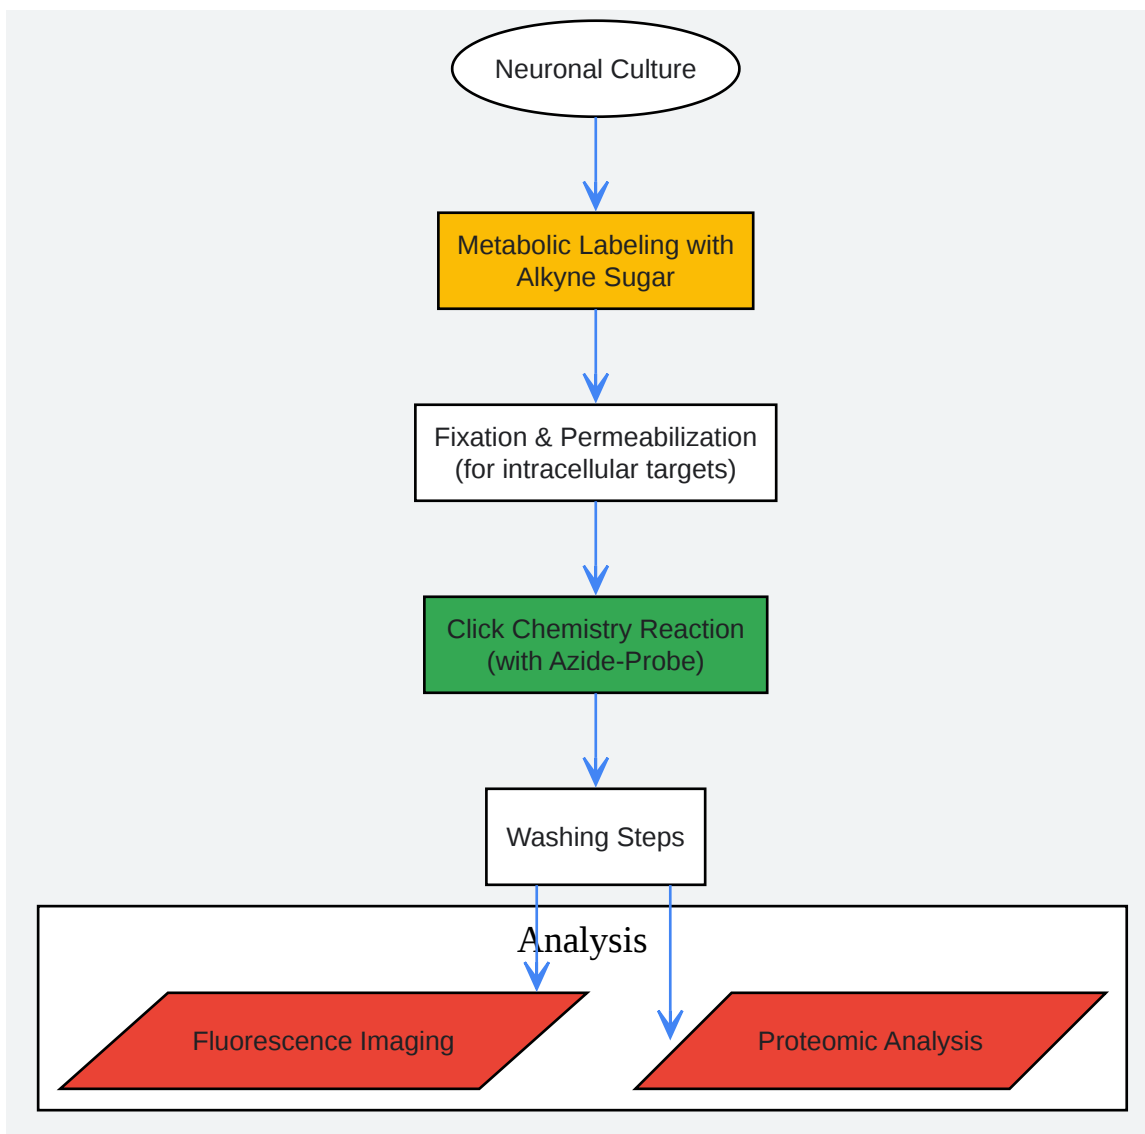 Neuronal Culture
Metabolic Labeling with
Alkyne Sugar
Fixation & Permeabilization
(for intracellular targets)
Click Chemistry Reaction
(with Azide-Probe)
Washing Steps
Analysis
Fluorescence Imaging
Proteomic Analysis